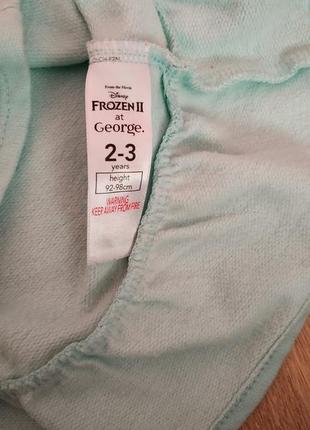 From the Movie
Disney
FROZEN II
at
George.
2-3
years
height
92-98cm
WARNING
KEEP AWAY FROM FIRE